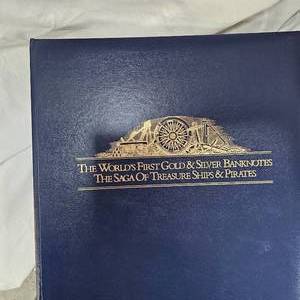 The World's First Gold & Silver Banknotes
The Saga Of Treasure Ships & Pirates